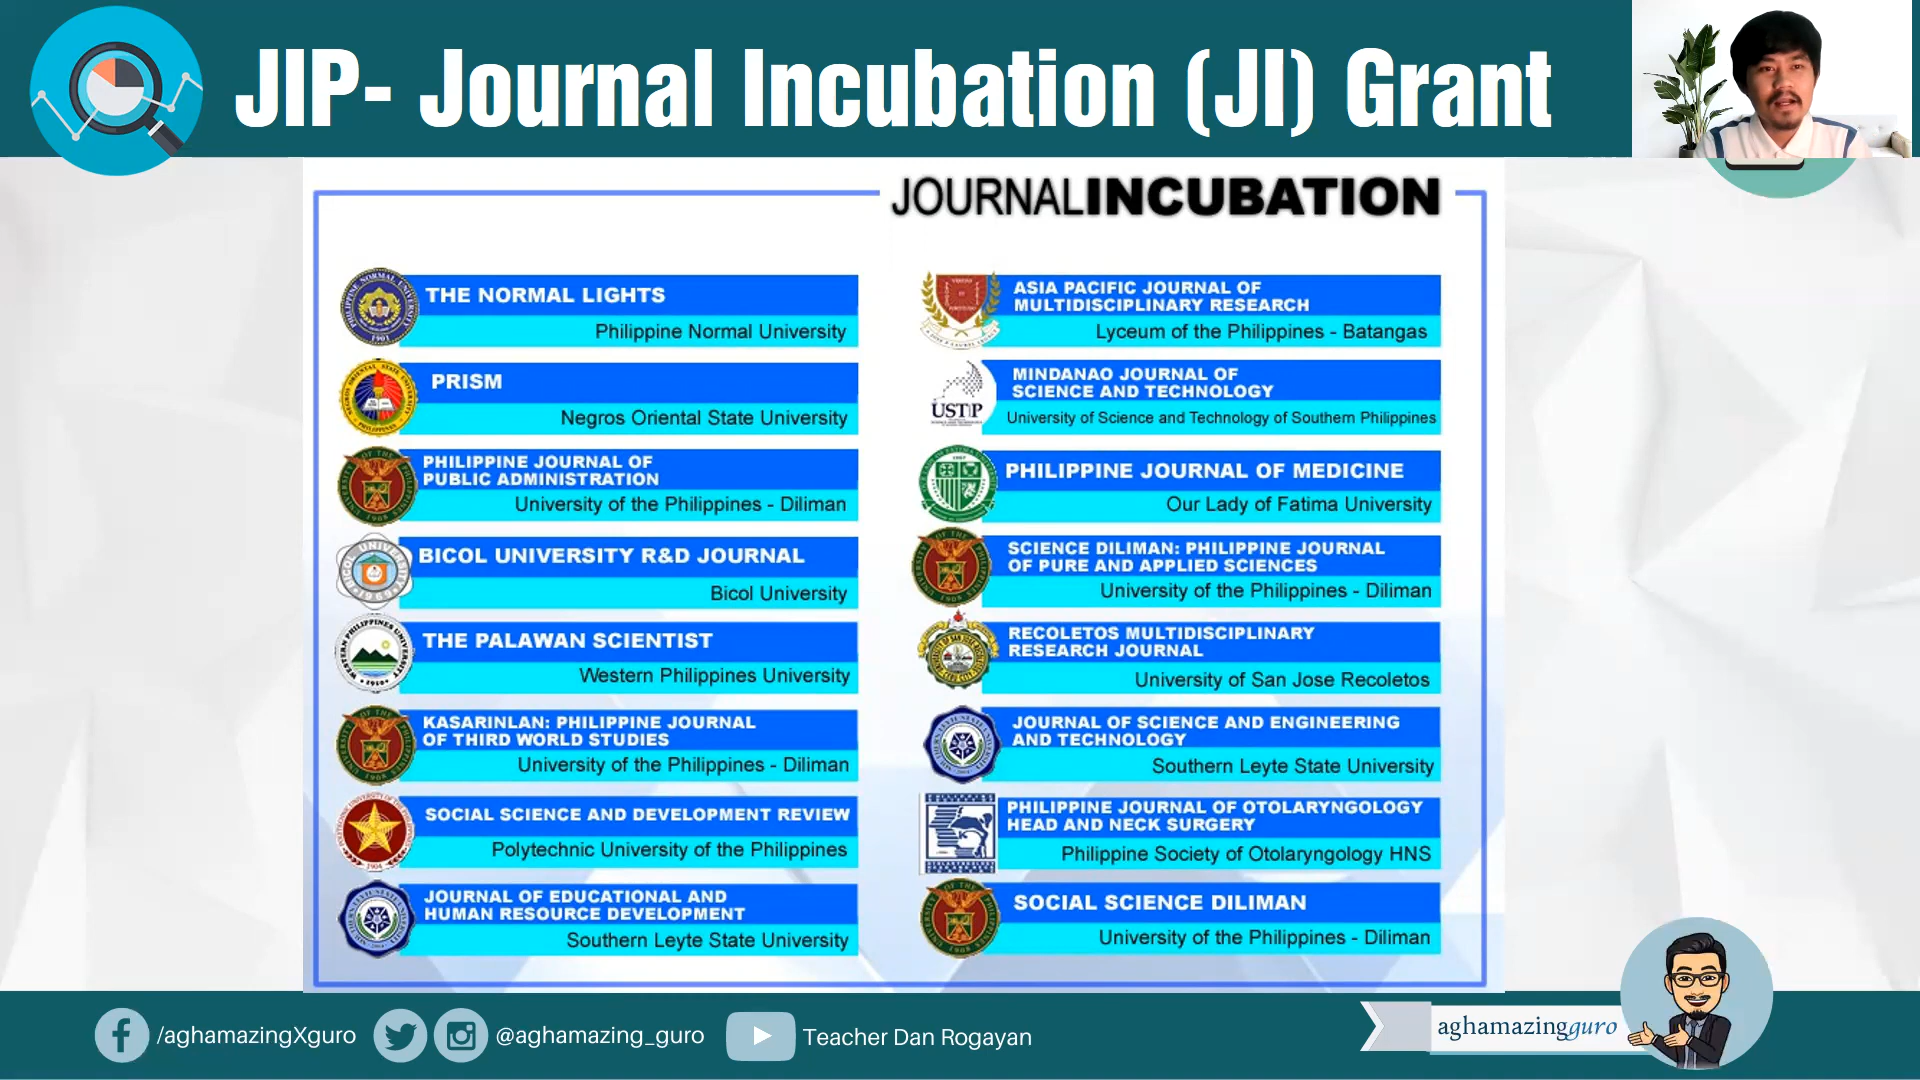 JIP- Journal Incubation (JI) Grant
JOURNALINCUBATION
THE NORMAL LIGHTS
Philippine Normal University
PRISM
Negros Oriental State University
PHILIPPINE JOURNAL OF
PUBLIC ADMINISTRATION
University of the Philippines - Diliman
BICOL UNIVERSITY R&D JOURNAL
Bicol University
THE PALAWAN SCIENTIST
Western Philippines University
KASARINLAN: PHILIPPINE JOURNAL
OF THIRD WORLD STUDIES
University of the Philippines - Diliman
SOCIAL SCIENCE AND DEVELOPMENT REVIEW
Polytechnic University of the Philippines
JOURNAL OF EDUCATIONAL AND
HUMAN RESOURCE DEVELOPMENT
Southern Leyte State University
ASIA PACIFIC JOURNAL OF
MULTIDISCIPLINARY RESEARCH
Lyceum of the Philippines - Batangas
USTP
MINDANAO JOURNAL OF
SCIENCE AND TECHNOLOGY
University of Science and Technology of Southern Philippines
PHILIPPINE JOURNAL OF MEDICINE
Our Lady of Fatima University
SCIENCE DILIMAN: PHILIPPINE JOURNAL
OF PURE AND APPLIED SCIENCES
University of the Philippines - Diliman
RECOLETOS MULTIDISCIPLINARY
RESEARCH JOURNAL
University of San Jose Recoletos
JOURNAL OF SCIENCE AND ENGINEERING
AND TECHNOLOGY
Southern Leyte State University
PHILIPPINE JOURNAL OF OTOLARYNGOLOGY
HEAD AND NECK SURGERY
Philippine Society of Otolaryngology HNS
SOCIAL SCIENCE DILIMAN
University of the Philippines - Diliman
/aghamazingXguro
@aghamazing_guro
Teacher Dan Rogayan
aghamazingguro